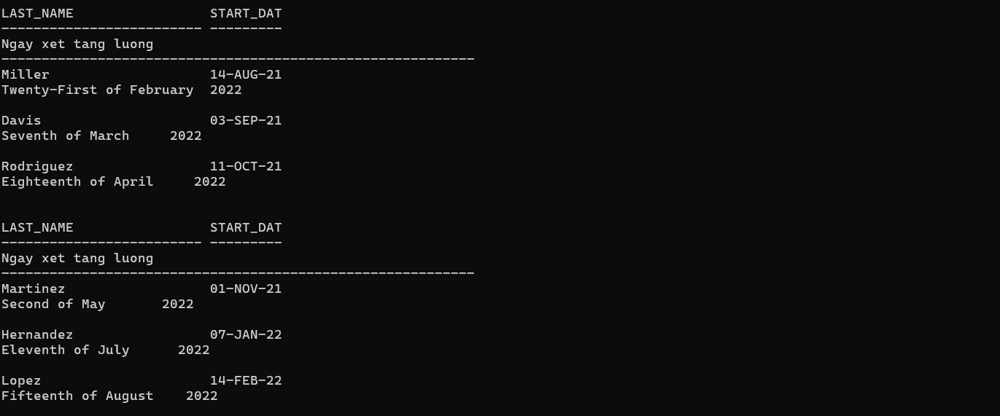 LAST_NAME                 START_DAT
------------------------- ---------
Ngay xet tang luong
-----------------------------------------------------------
Miller                    14-AUG-21
Twenty-First of February  2022
Davis                     03-SEP-21
Seventh of March     2022
Rodriguez                 11-OCT-21
Eighteenth of April     2022
LAST_NAME                 START_DAT
------------------------- ---------
Ngay xet tang luong
-----------------------------------------------------------
Martinez                  01-NOV-21
Second of May       2022
Hernandez                 07-JAN-22
Eleventh of July      2022
Lopez                     14-FEB-22
Fifteenth of August    2022